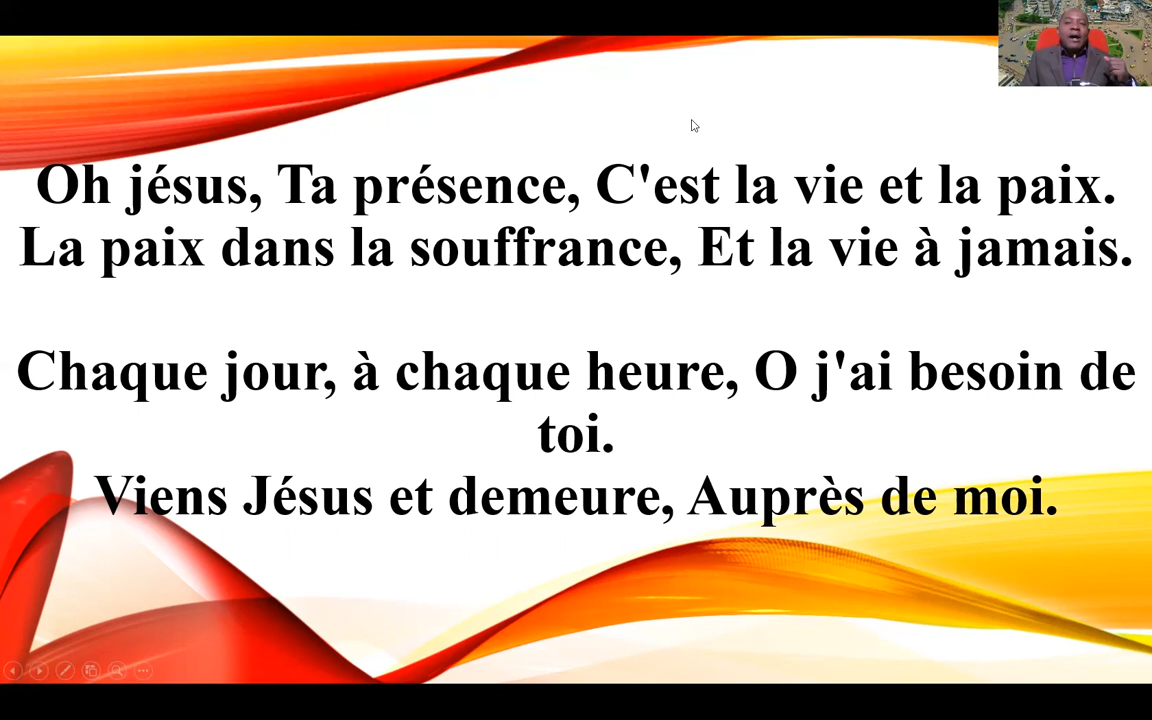 Oh jésus, Ta présence, C'est la vie et la paix.
La paix dans la souffrance, Et la vie à jamais.
Chaque jour, à chaque heure, O j'ai besoin de
toi.
Viens Jésus et demeure, Auprès de moi.